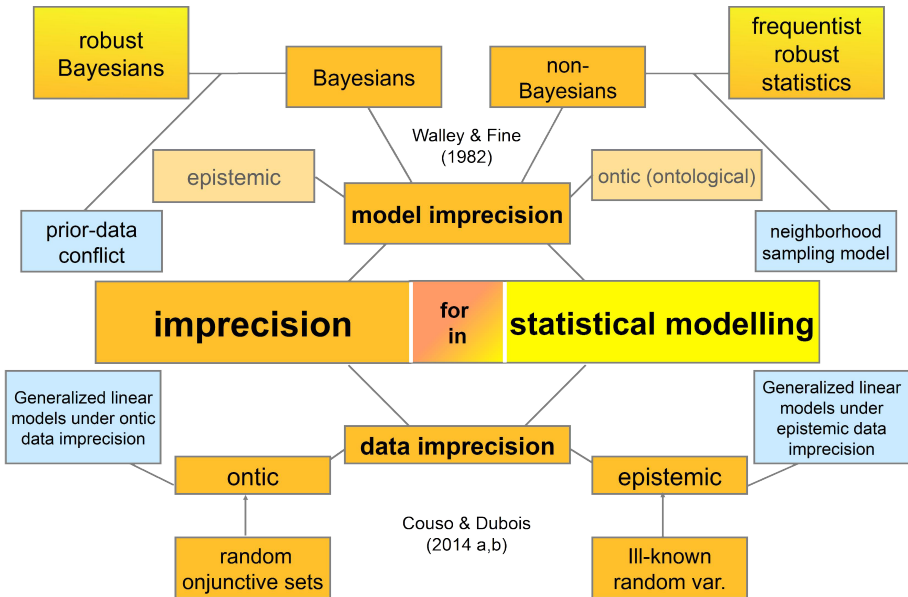 robust
Bayesians
Bayesians
non-
Bayesians
frequentist
robust
statistics
Walley & Fine
(1982)
epistemic
ontic (ontological)
model imprecision
prior-data
conflict
neighborhood
sampling model
imprecision
for
in
statistical modelling
Generalized linear
models under ontic
data imprecision
Generalized linear
models under
epistemic data
imprecision
data imprecision
ontic
epistemic
Couso & Dubois
(2014 a,b)
random
onjunctive sets
Ill-known
random var.